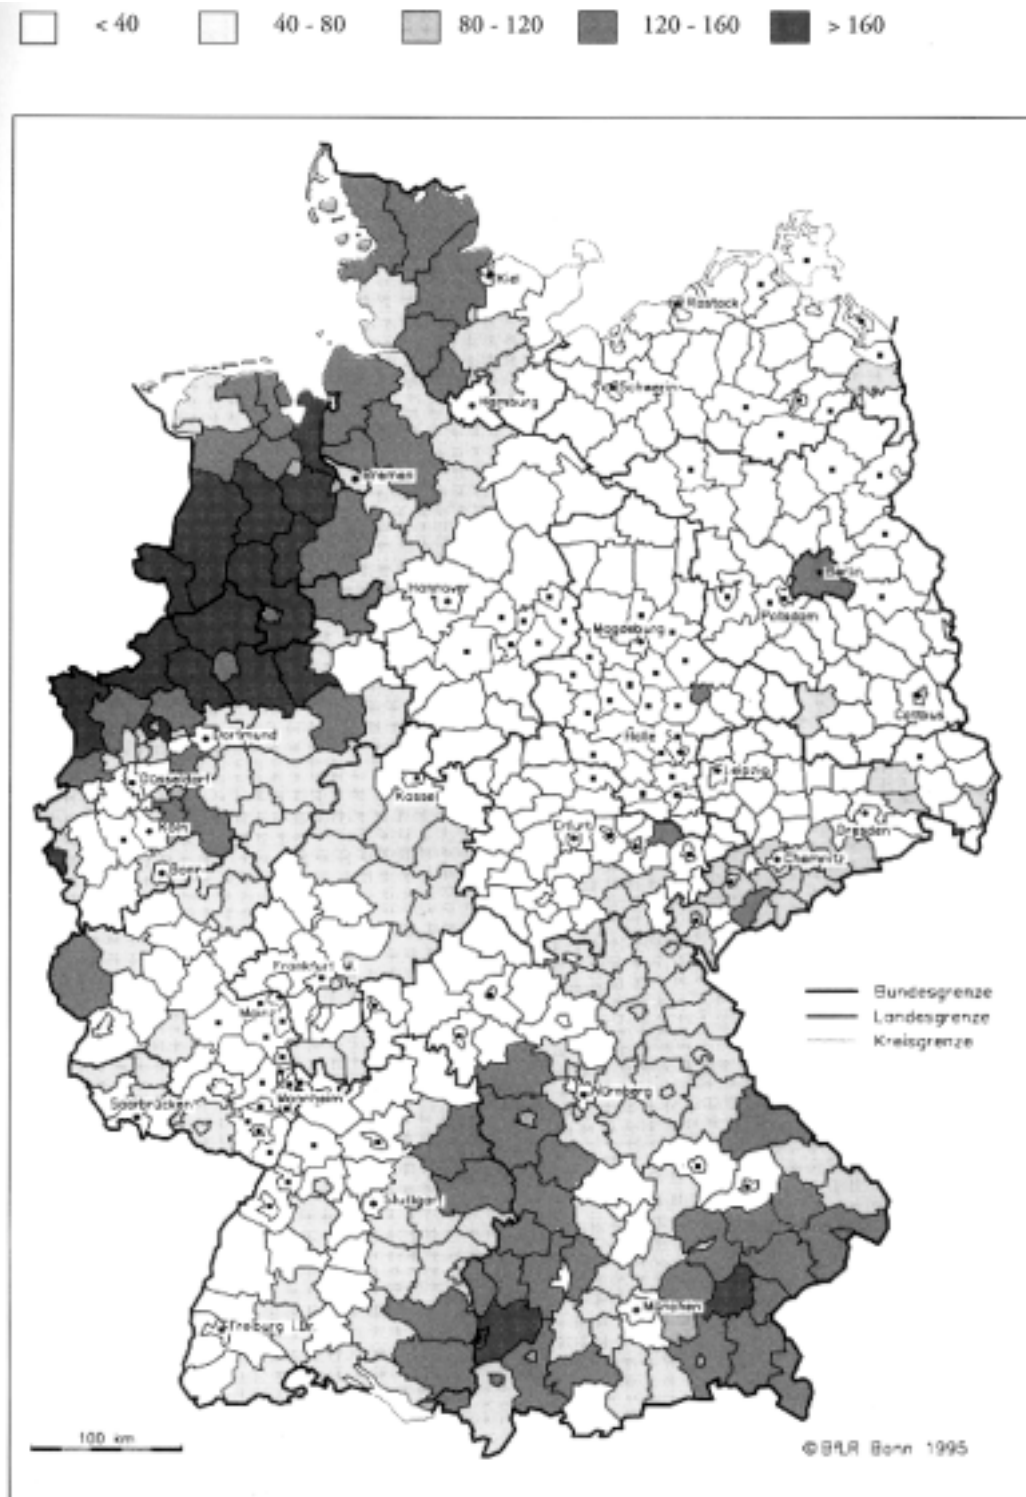 < 40 40 - 80 80 - 120 120 - 160 > 160
Kiel
Rostock
Schwerin
Hamburg
Bremen
Berlin
Hannover
Potsdam
Magdeburg
Cottbus
Dortmund
Halle S.
Düsseldorf
Leipzig
Kassel
Köln
Erfurt
Dresden
Chemnitz
Bonn
Frankfurt
Bundesgrenze
Mainz
Landesgrenze
Kreisgrenze
Nürnberg
Saarbrücken
Mannheim
Stuttgart
München
Freiburg i.Br.
100 km
© BfLR Bonn 1995